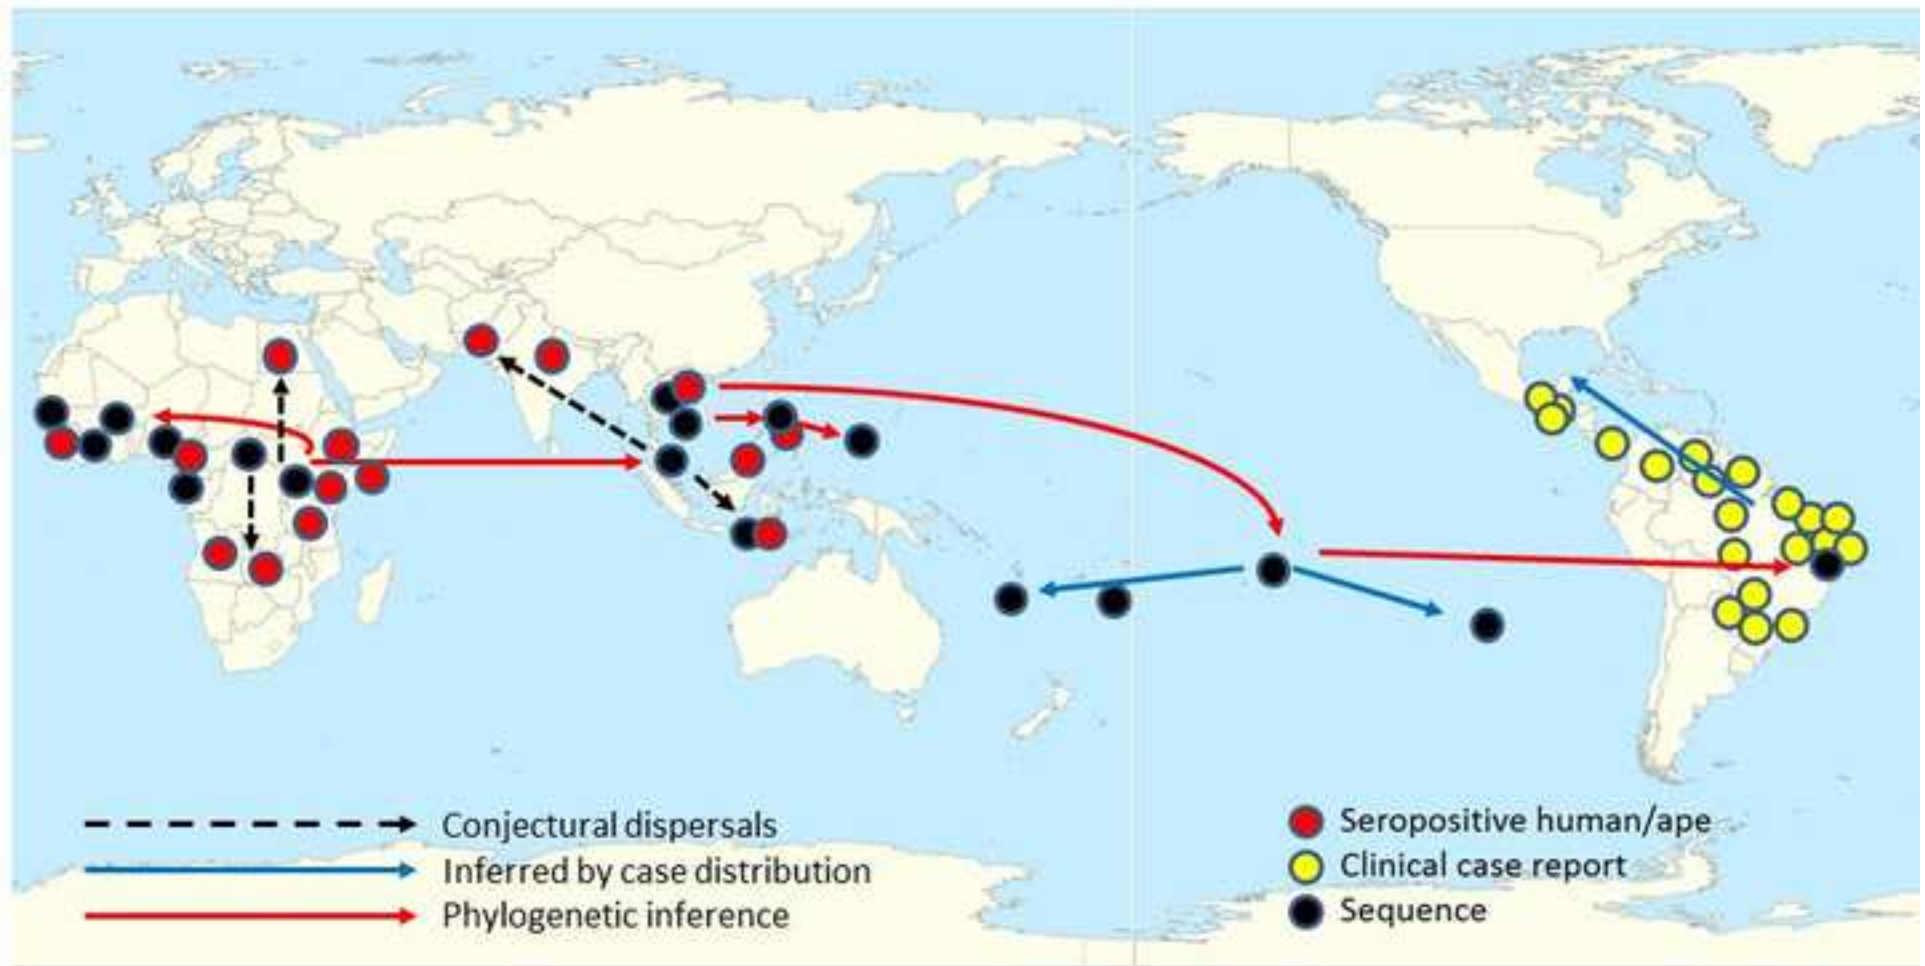 Conjectural dispersals
Inferred by case distribution
Phylogenetic inference
Seropositive human/ape
Clinical case report
Sequence